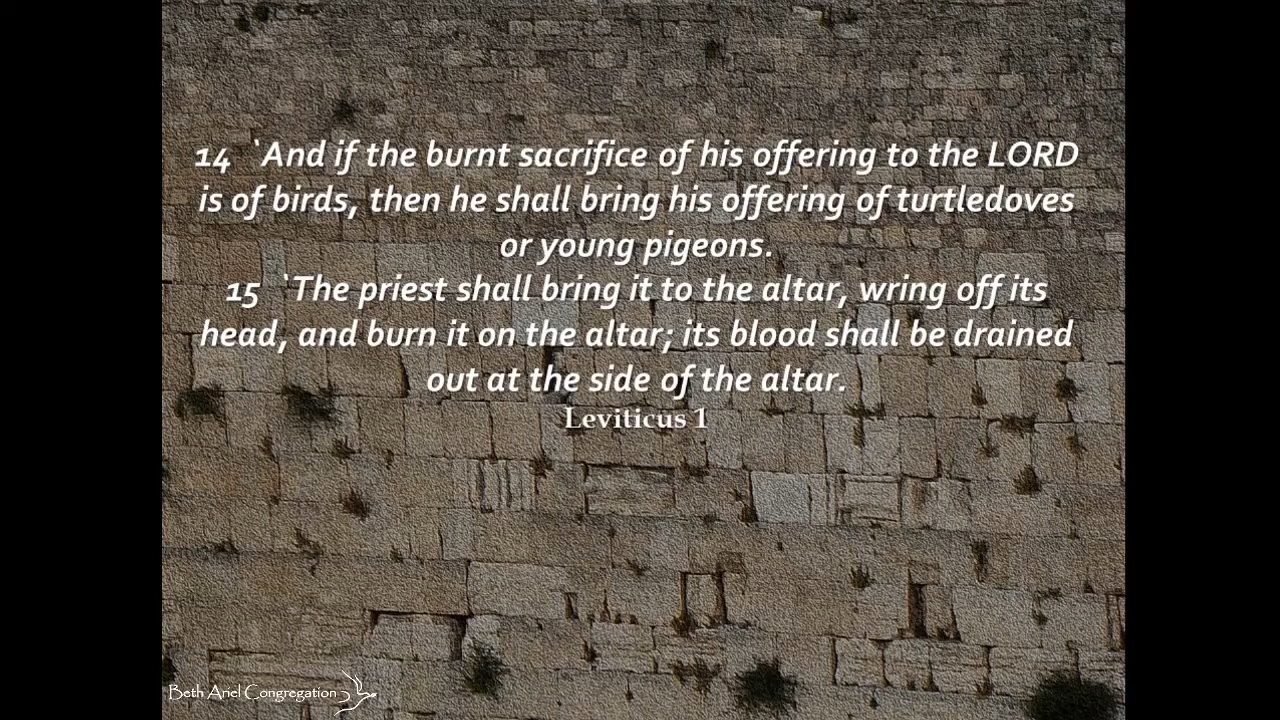 14 `And if the burnt sacrifice of his offering to the LORD
is of birds, then he shall bring his offering of turtledoves
or young pigeons.
15 `The priest shall bring it to the altar, wring off its
head, and burn it on the altar; its blood shall be drained
out at the side of the altar.
Leviticus 1
Beth Ariel Congregation